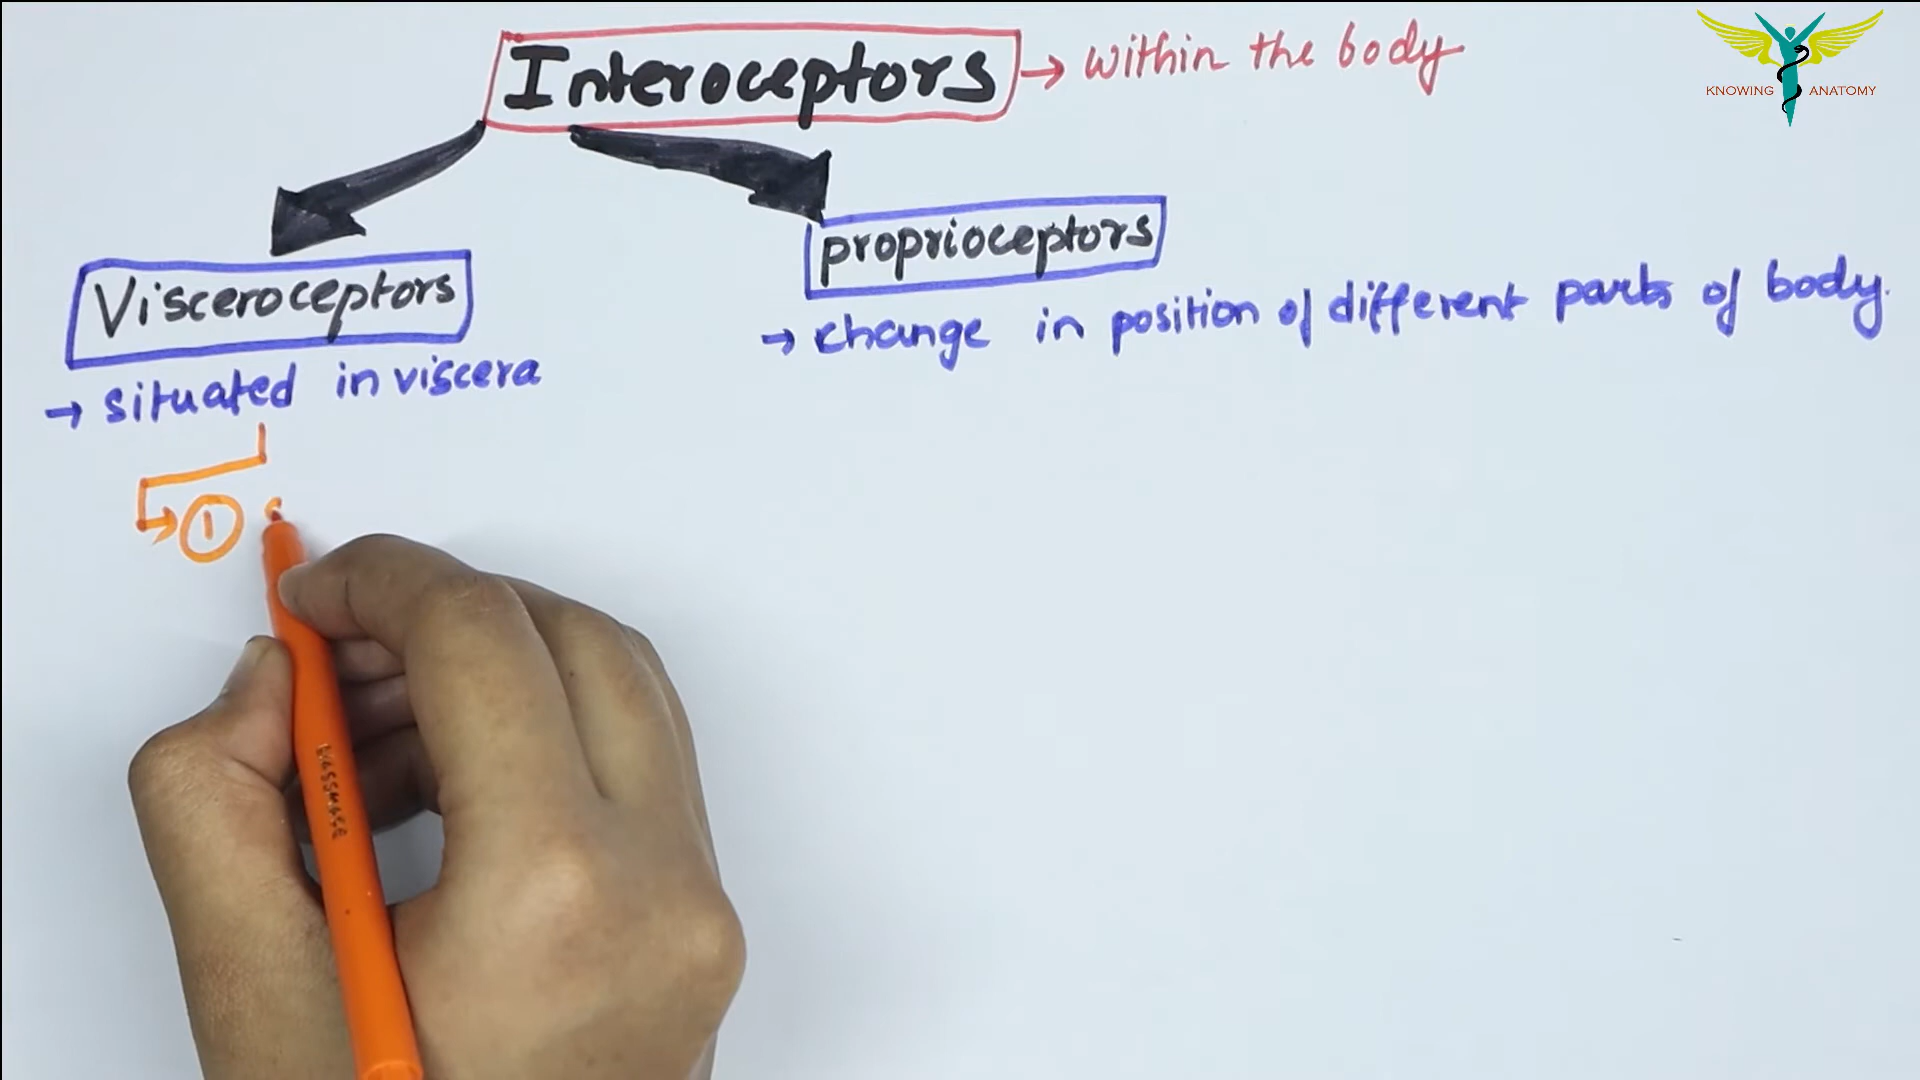 Interoceptors → within the body
KNOWING ANATOMY
proprioceptors
Visceroceptors
→ change in position of different parts of body.
→ situated in viscera
①